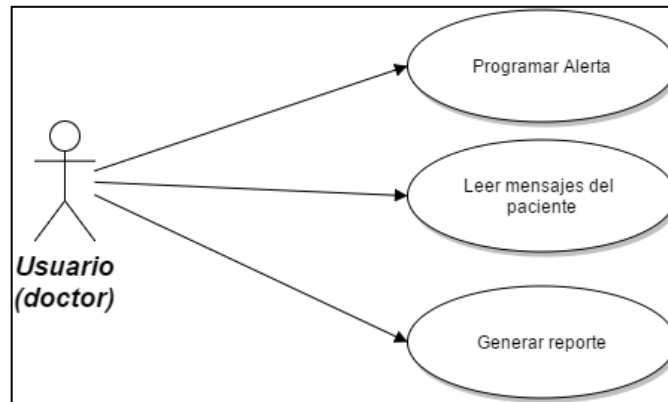 Programar Alerta
Leer mensajes del
paciente
Usuario
(doctor)
Generar reporte